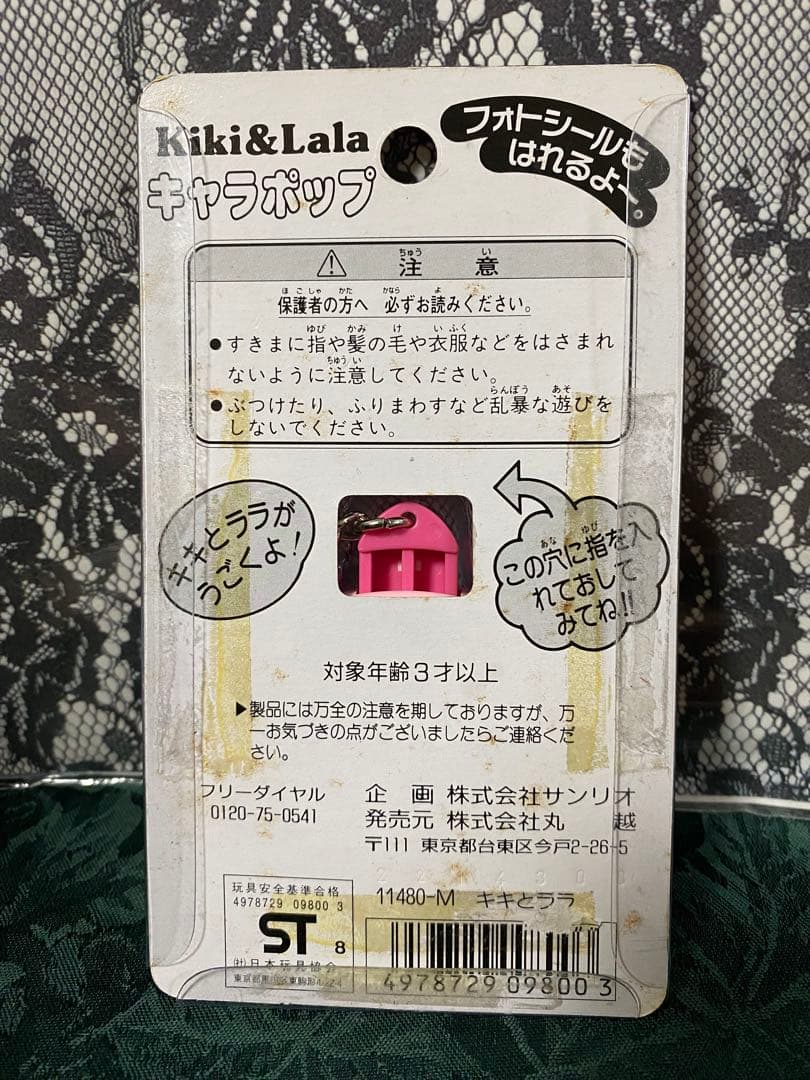 Kiki&Lala
キャラポップ
フォトシールも
はれるよー。
⚠ 注意
保護者の方へ 必ずお読みください。
●すきまに指や髪の毛や衣服などをはさまれ
ないように注意してください。
●ぶつけたり、ふりまわすなど乱暴な遊びを
しないでください。
キキとララが
うごくよ!
この穴に指を入
れておして
みてね!!
対象年齢3才以上
▶製品には万全の注意を期しておりますが、万
一お気づきの点がございましたらご連絡くだ
さい。
フリーダイヤル
0120-75-0541
企 画 株式会社サンリオ
発売元 株式会社丸 越
〒111 東京都台東区今戸2-26-5
玩具安全基準合格
4978729 09800 3
ST 8
(社)日本玩具協会
11480-M キキとララ
4978729 098003